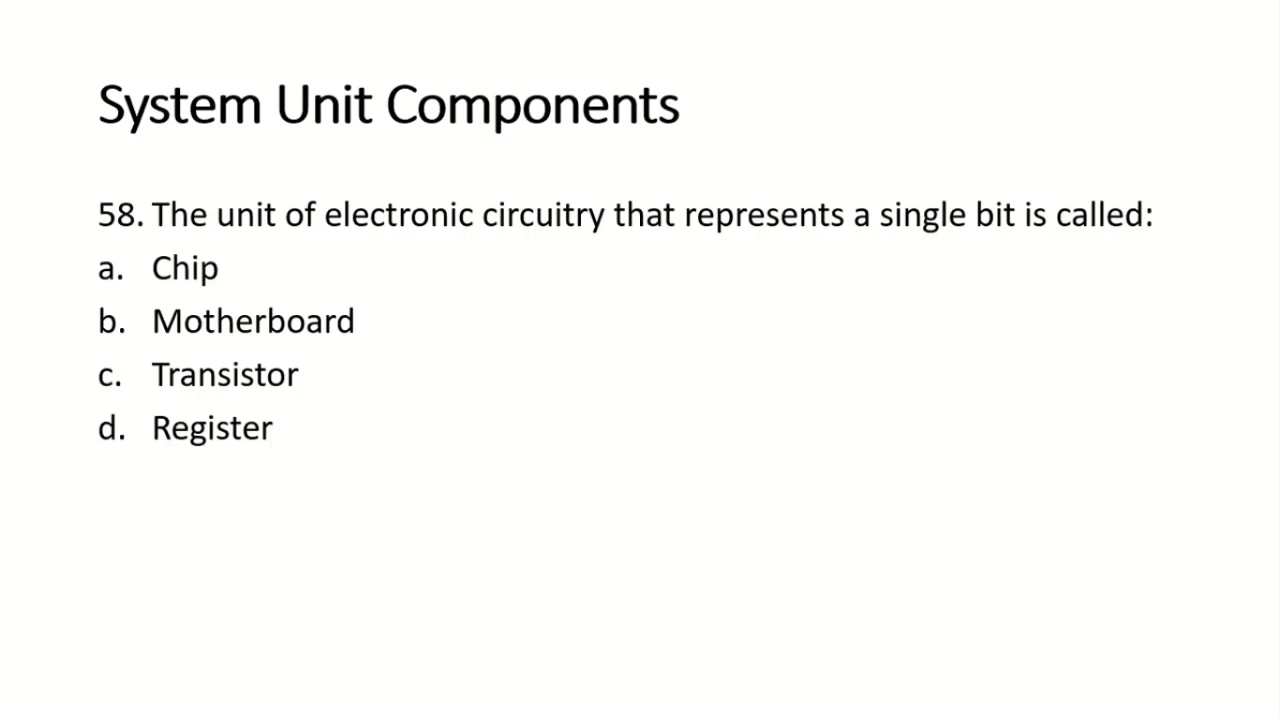 System Unit Components
58. The unit of electronic circuitry that represents a single bit is called:
a. Chip
b. Motherboard
c. Transistor
d. Register